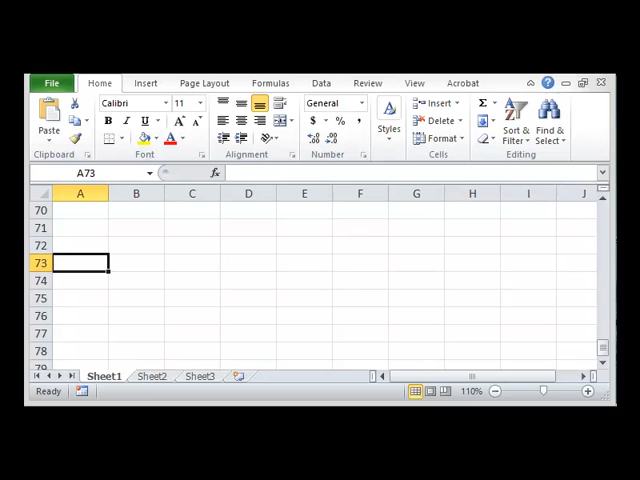 File Home Insert Page Layout Formulas Data Review View Acrobat
Calibri 11 General Insert Σ
Paste B I U A A $ % , Styles Delete Sort & Find &
A Format Filter Select
Clipboard Font Alignment Number Cells Editing
A73 fx
A B C D E F G H I J
70
71
72
73
74
75
76
77
78
79
Sheet1 Sheet2 Sheet3
Ready 110%